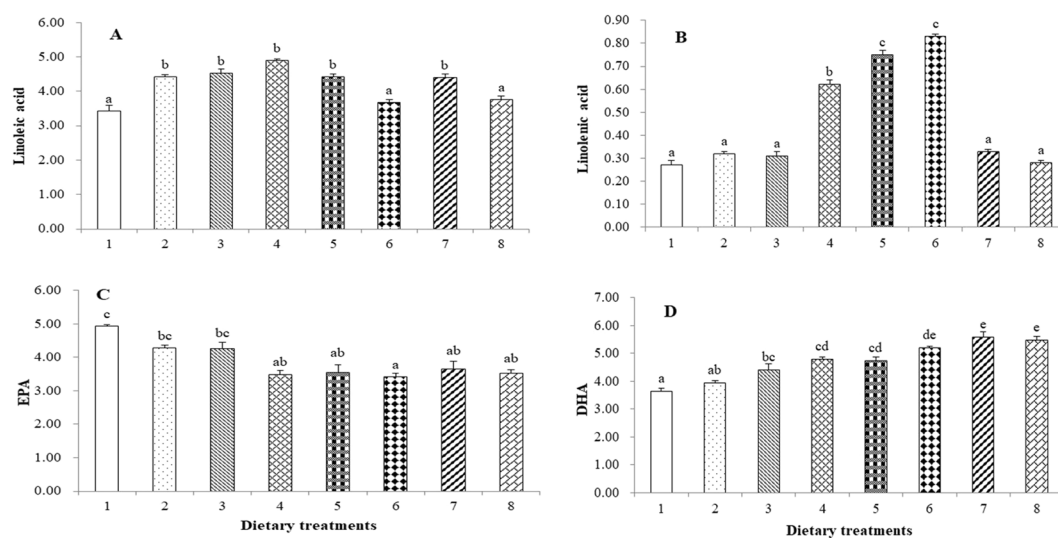 A
Linoleic acid
6.00
5.00
4.00
3.00
2.00
1.00
0.00
a b b b b a b a
1 2 3 4 5 6 7 8
B
Linolenic acid
0.90
0.80
0.70
0.60
0.50
0.40
0.30
0.20
0.10
0.00
a a a b c c a a
1 2 3 4 5 6 7 8
C
EPA
6.00
5.00
4.00
3.00
2.00
1.00
0.00
c bc bc ab ab a ab ab
1 2 3 4 5 6 7 8
Dietary treatments
D
DHA
7.00
6.00
5.00
4.00
3.00
2.00
1.00
0.00
a ab bc cd cd de e e
1 2 3 4 5 6 7 8
Dietary treatments